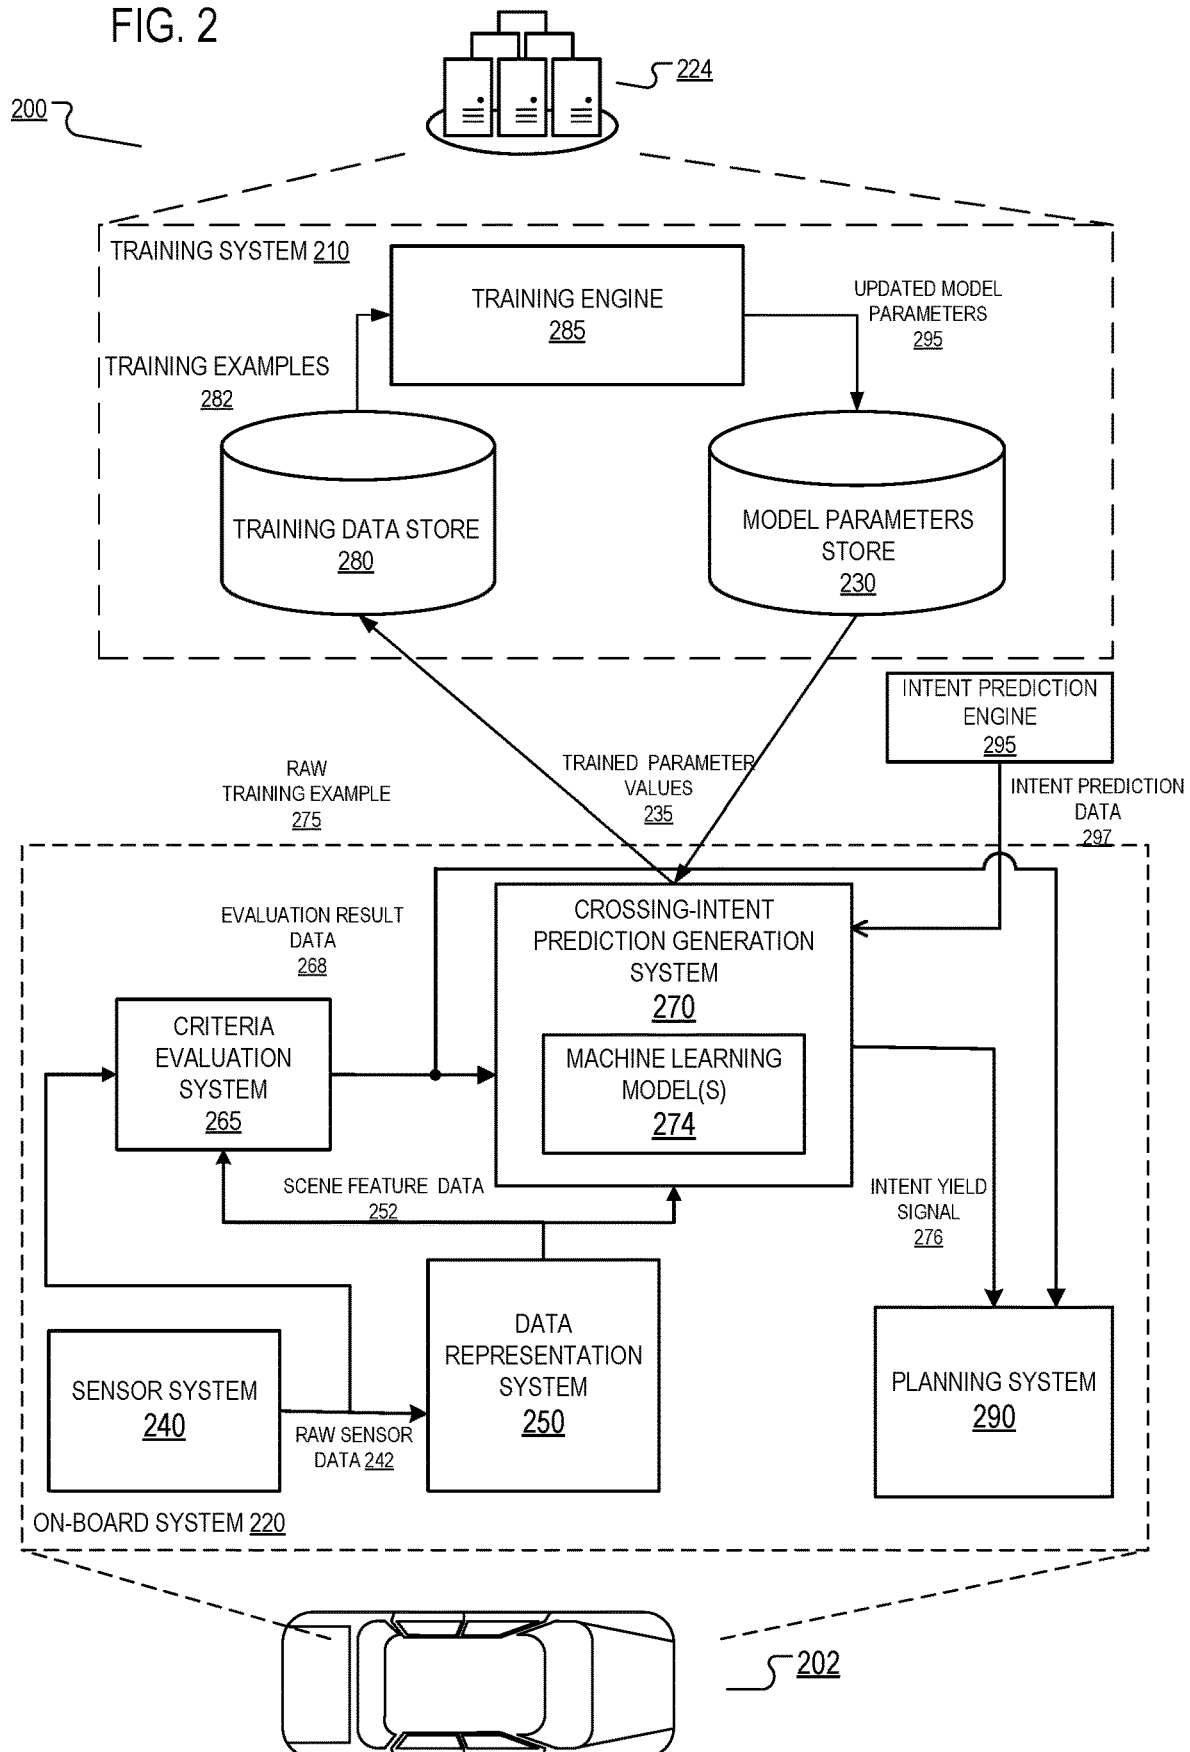 FIG. 2
224
200
TRAINING SYSTEM 210
TRAINING ENGINE
285
UPDATED MODEL
PARAMETERS
295
TRAINING EXAMPLES
282
TRAINING DATA STORE
280
MODEL PARAMETERS
STORE
230
INTENT PREDICTION
ENGINE
295
RAW
TRAINING EXAMPLE
275
TRAINED PARAMETER
VALUES
235
INTENT PREDICTION
DATA
297
EVALUATION RESULT
DATA
268
CROSSING-INTENT
PREDICTION GENERATION
SYSTEM
270
CRITERIA
EVALUATION
SYSTEM
265
MACHINE LEARNING
MODEL(S)
274
SCENE FEATURE DATA
252
INTENT YIELD
SIGNAL
276
DATA
REPRESENTATION
SYSTEM
250
SENSOR SYSTEM
240
RAW SENSOR
DATA 242
PLANNING SYSTEM
290
ON-BOARD SYSTEM 220
202